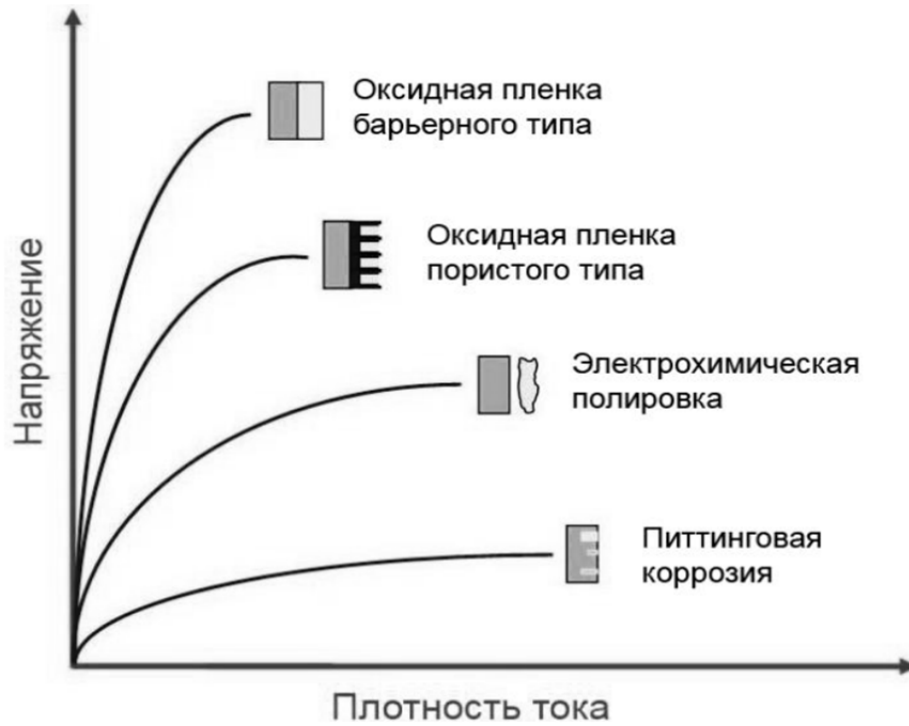 Оксидная пленка
барьерного типа
Оксидная пленка
пористого типа
Электрохимическая
полировка
Питтинговая
коррозия
Напряжение
Плотность тока